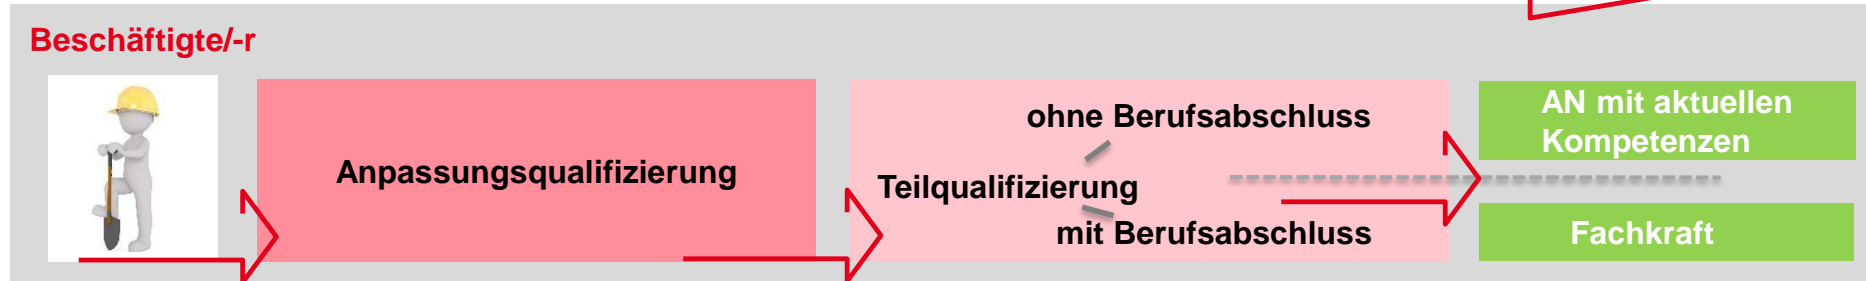 Beschäftigte/-r
Anpassungsqualifizierung
ohne Berufsabschluss
Teilqualifizierung
mit Berufsabschluss
AN mit aktuellen
Kompetenzen
Fachkraft